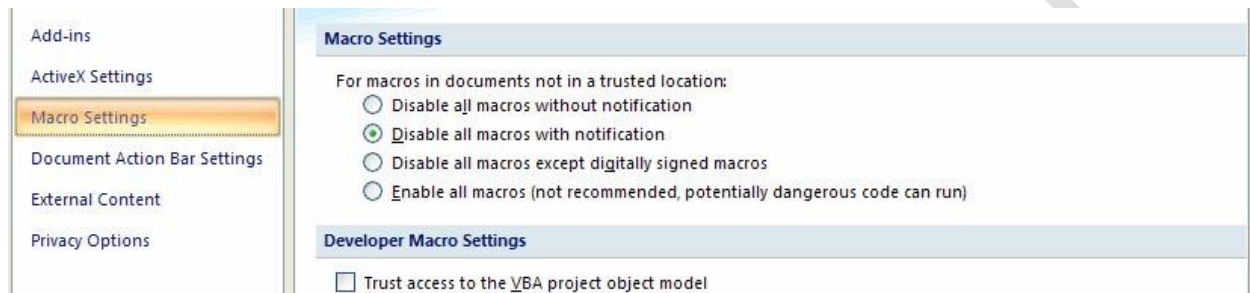 Add-ins
ActiveX Settings
Macro Settings
Document Action Bar Settings
External Content
Privacy Options
Macro Settings
For macros in documents not in a trusted location:
Disable all macros without notification
Disable all macros with notification
Disable all macros except digitally signed macros
Enable all macros (not recommended, potentially dangerous code can run)
Developer Macro Settings
Trust access to the VBA project object model